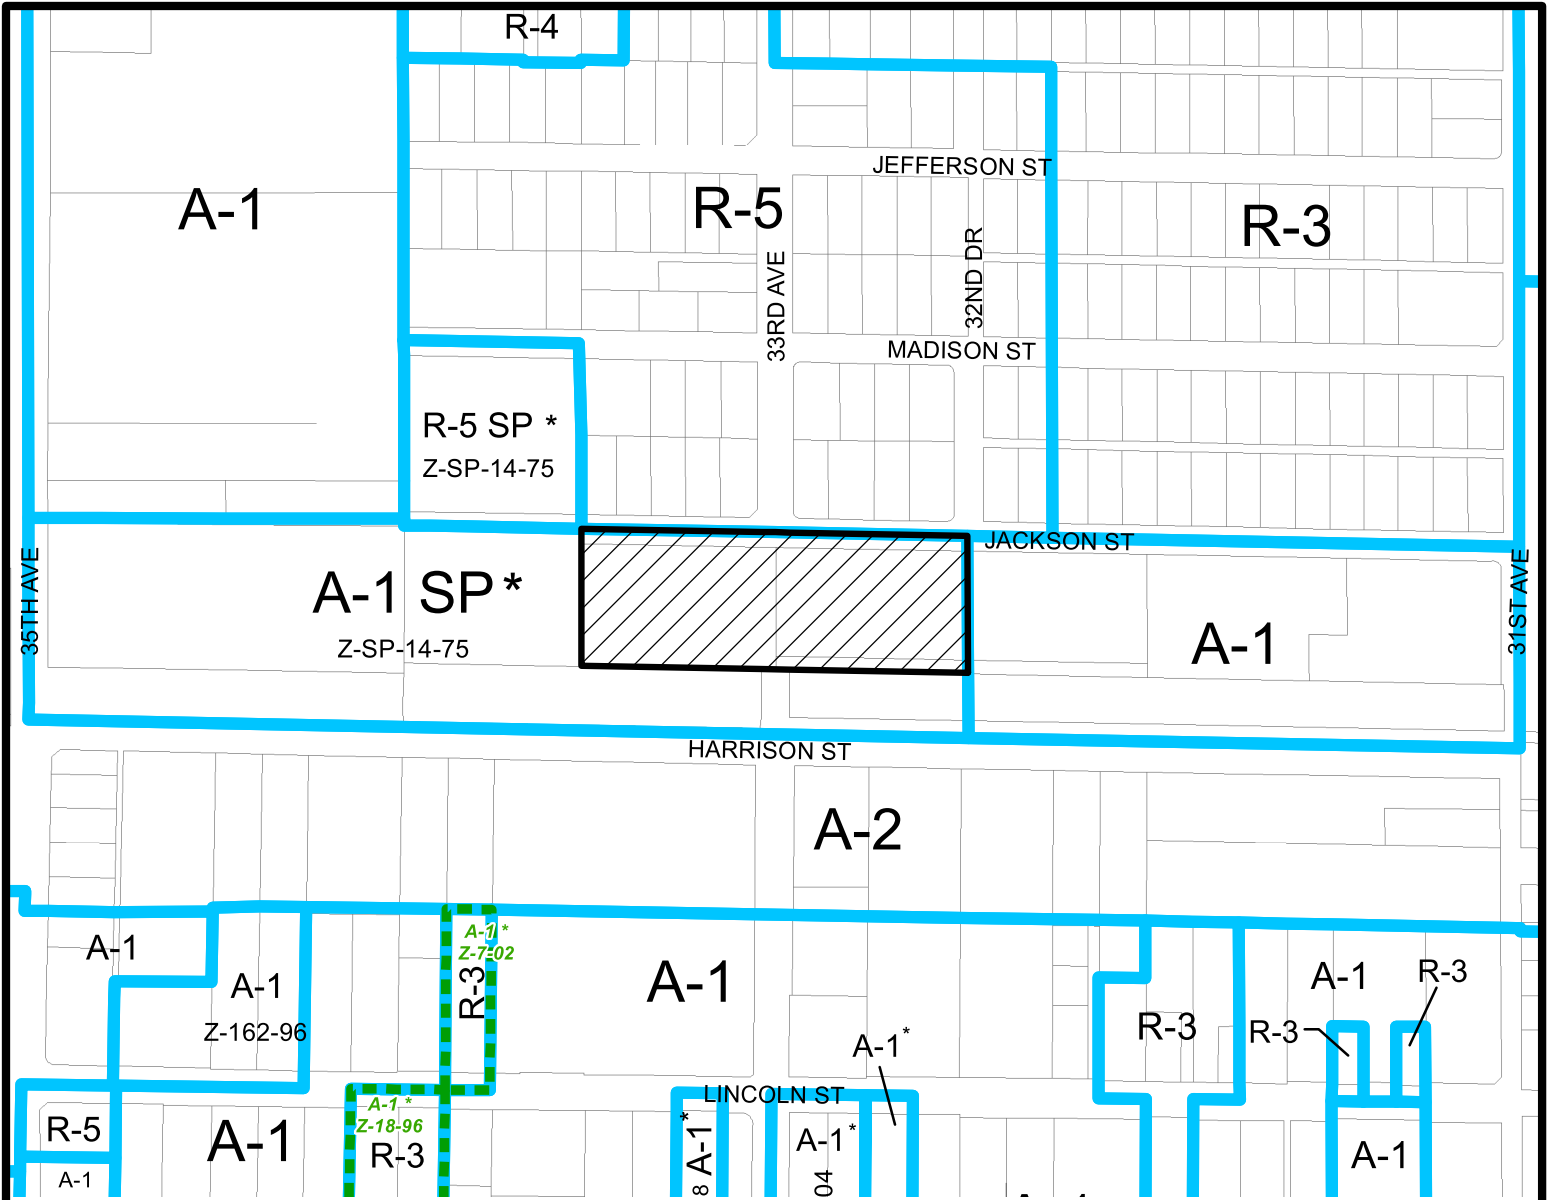 R-4
JEFFERSON ST
A-1
R-5
R-3
33RD AVE
32ND DR
MADISON ST
R-5 SP *
Z-SP-14-75
JACKSON ST
35TH AVE
A-1 SP *
Z-SP-14-75
A-1
31ST AVE
HARRISON ST
A-2
A-1
A-1 *
Z-7-02
R-3
A-1
Z-162-96
A-1
A-1 *
R-3
A-1
R-3
R-3
LINCOLN ST
R-5
A-1
A-1
A-1 *
Z-18-96
R-3
A-1 *
8
A-1 *
04
A-1